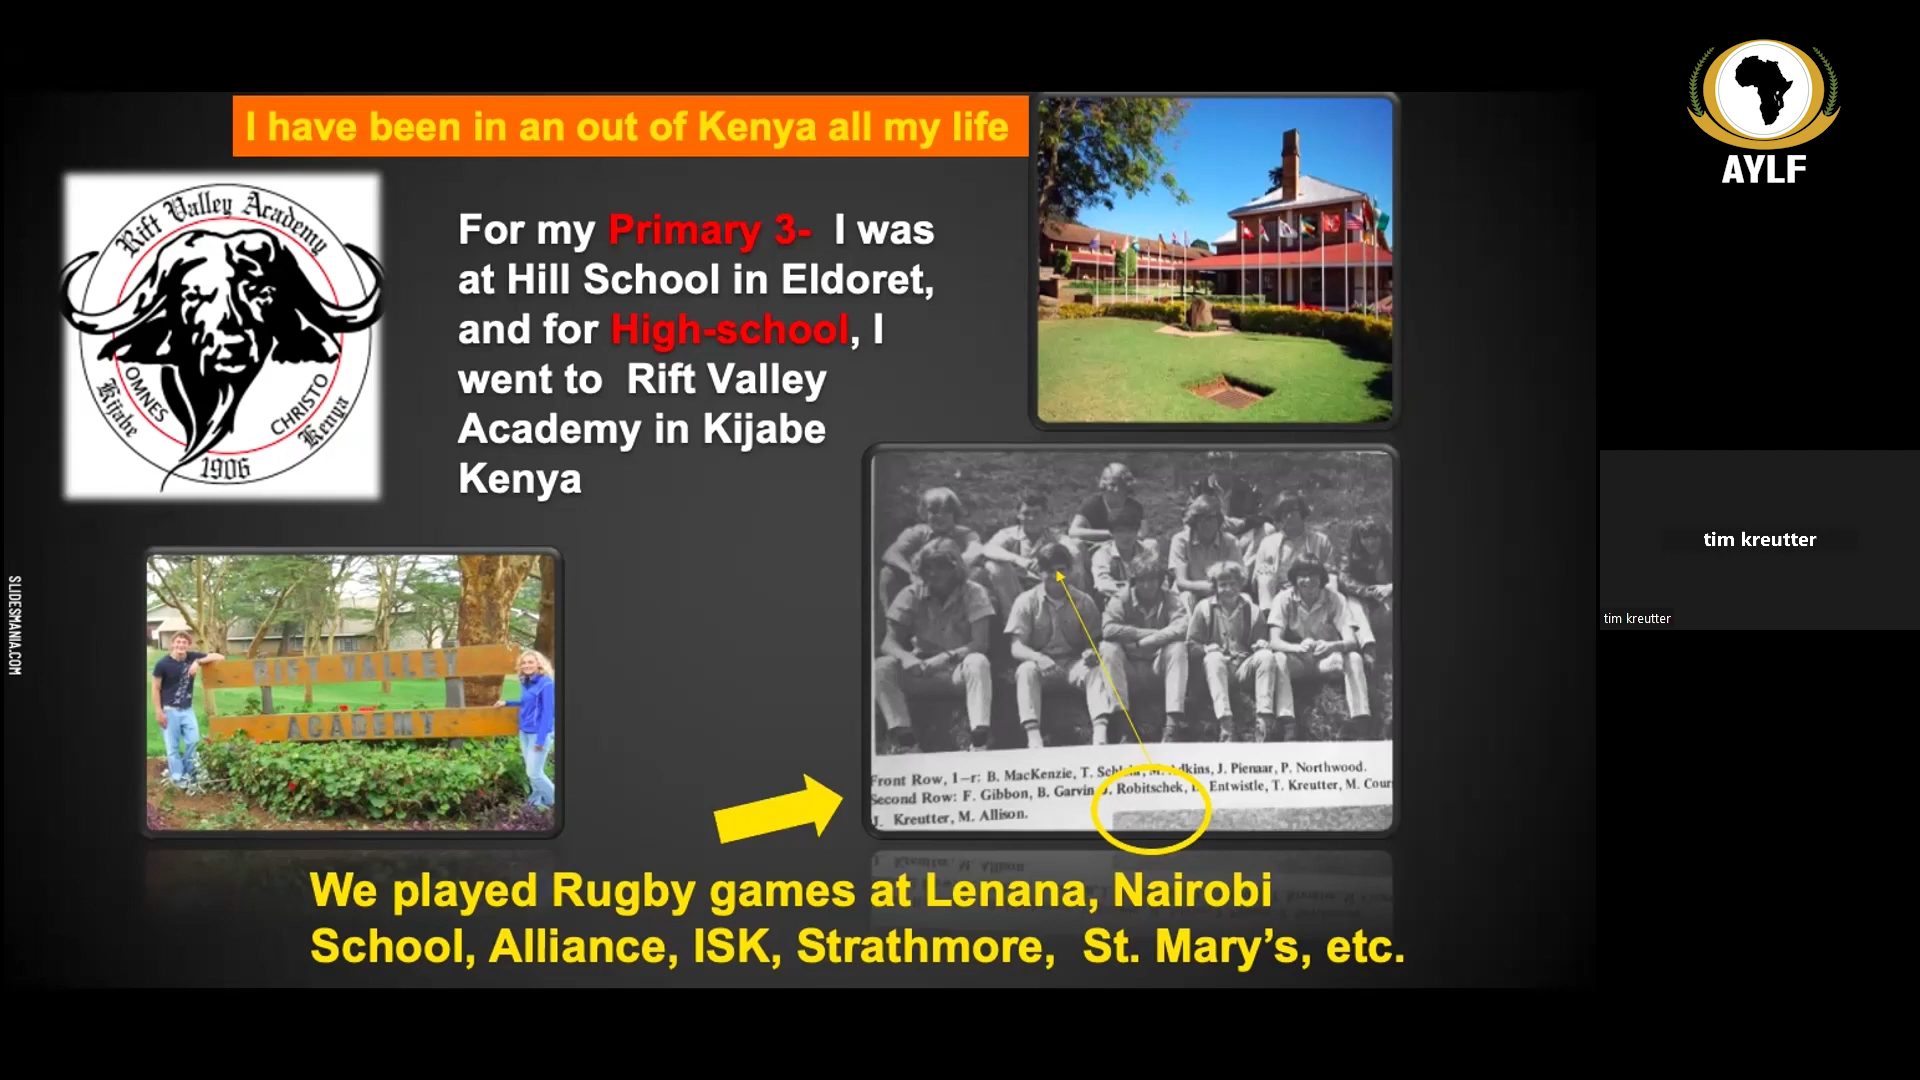 I have been in an out of Kenya all my life
AYLF
Rift Valley Academy
OMNES
CHRISTO
Kijabe
Kenya
1906
For my Primary 3- I was
at Hill School in Eldoret,
and for High-school, I
went to Rift Valley
Academy in Kijabe
Kenya
tim kreutter
tim kreutter
SLIDESMANIA.COM
RIFT VALLEY
ACADEMY
Front Row, l-r: B. MacKenzie, T. J. Pienaar, P. Northwood.
Second Row: F. Gibbon, B. Garvin, J. Robitschek, Entwistle, T. Kreutter, M.
J. Kreutter, M. Allison.
We played Rugby games at Lenana, Nairobi
School, Alliance, ISK, Strathmore, St. Mary’s, etc.